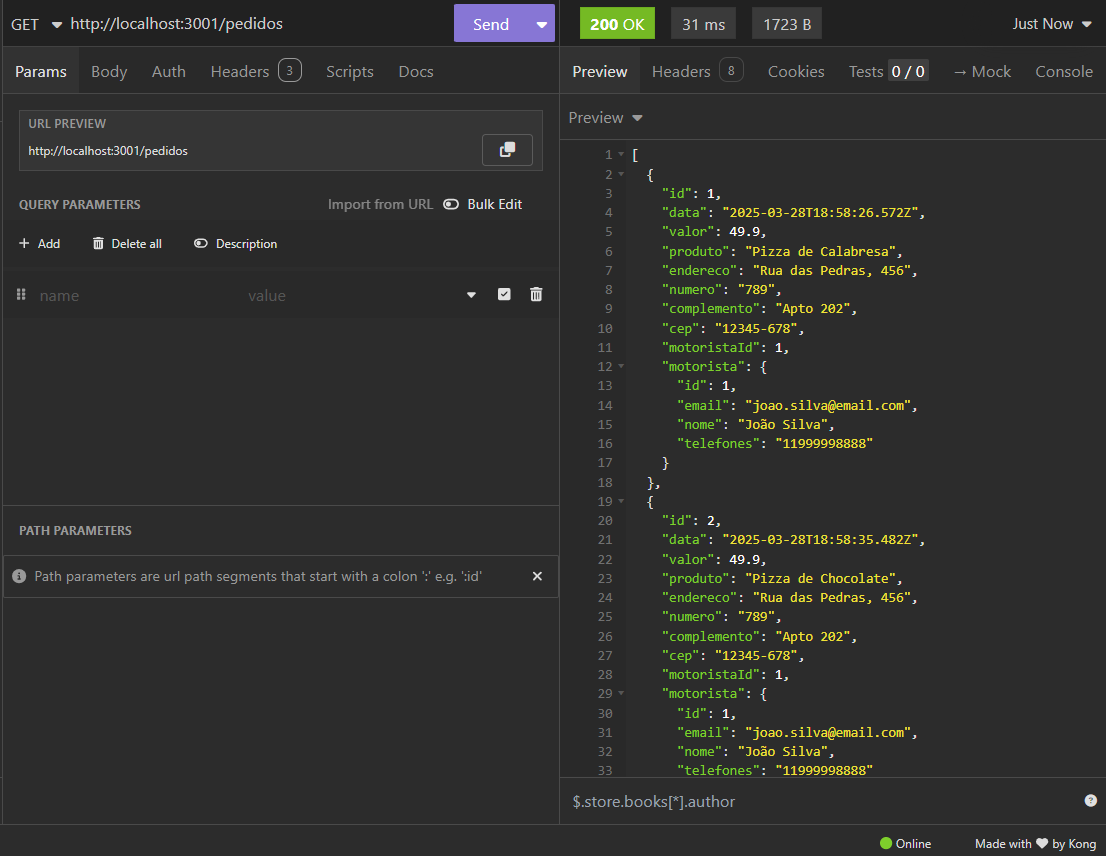 GET http://localhost:3001/pedidos Send
Params Body Auth Headers 3 Scripts Docs
URL PREVIEW
http://localhost:3001/pedidos
QUERY PARAMETERS Import from URL Bulk Edit
+ Add Delete all Description
name value
PATH PARAMETERS
Path parameters are url path segments that start with a colon ':' e.g. ':id'
200 OK 31 ms 1723 B Just Now
Preview Headers 8 Cookies Tests 0 / 0 → Mock Console
Preview
1 [
2 {
3 "id": 1,
4 "data": "2025-03-28T18:58:26.572Z",
5 "valor": 49.9,
6 "produto": "Pizza de Calabresa",
7 "endereco": "Rua das Pedras, 456",
8 "numero": "789",
9 "complemento": "Apto 202",
10 "cep": "12345-678",
11 "motoristaId": 1,
12 "motorista": {
13 "id": 1,
14 "email": "joao.silva@email.com",
15 "nome": "João Silva",
16 "telefones": "11999998888"
17 }
18 },
19 {
20 "id": 2,
21 "data": "2025-03-28T18:58:35.482Z",
22 "valor": 49.9,
23 "produto": "Pizza de Chocolate",
24 "endereco": "Rua das Pedras, 456",
25 "numero": "789",
26 "complemento": "Apto 202",
27 "cep": "12345-678",
28 "motoristaId": 1,
29 "motorista": {
30 "id": 1,
31 "email": "joao.silva@email.com",
32 "nome": "João Silva",
33 "telefones": "11999998888"
$.store.books[*].author
Online Made with ❤ by Kong